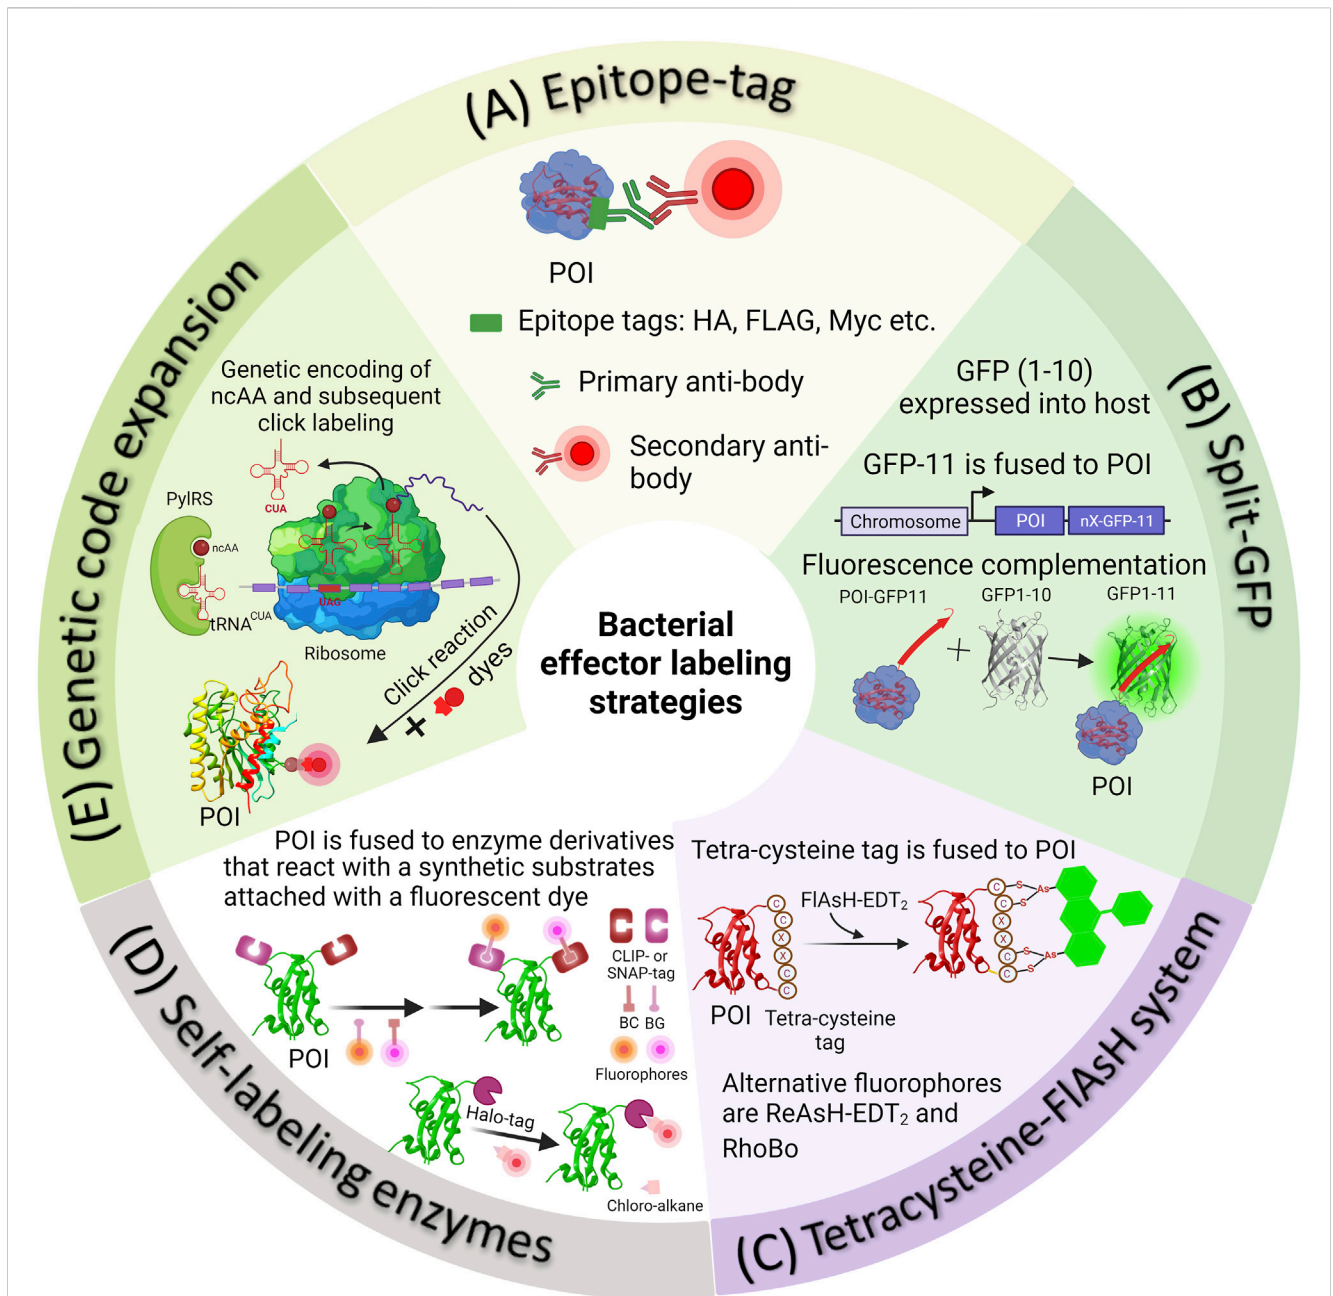 (A) Epitope-tag
POI
Epitope tags: HA, FLAG, Myc etc.
Primary anti-body
Secondary anti-
body
(B) Split-GFP
GFP (1-10)
expressed into host
GFP-11 is fused to POI
Chromosome
POI
nX-GFP-11
Fluorescence complementation
POI-GFP11
GFP1-10
GFP1-11
POI
Bacterial
effector labeling
strategies
(C) Tetracysteine-FlAsH system
Tetra-cysteine tag is fused to POI
C
C
X
X
C
C
FlAsH-EDT₂
C
C
X
X
C
C
S
S
As
S
S
As
POI
Tetra-cysteine
tag
Alternative fluorophores
are ReAsH-EDT₂ and
RhoBo
(D) Self-labeling enzymes
POI is fused to enzyme derivatives
that react with a synthetic substrates
attached with a fluorescent dye
POI
CLIP- or
SNAP-tag
BC BG
Fluorophores
Halo-tag
Chloro-alkane
(E) Genetic code expansion
Genetic encoding of
ncAA and subsequent
click labeling
CUA
PylRS
ncAA
tRNA^CUA
UAG
Ribosome
Click reaction
+ dyes
POI